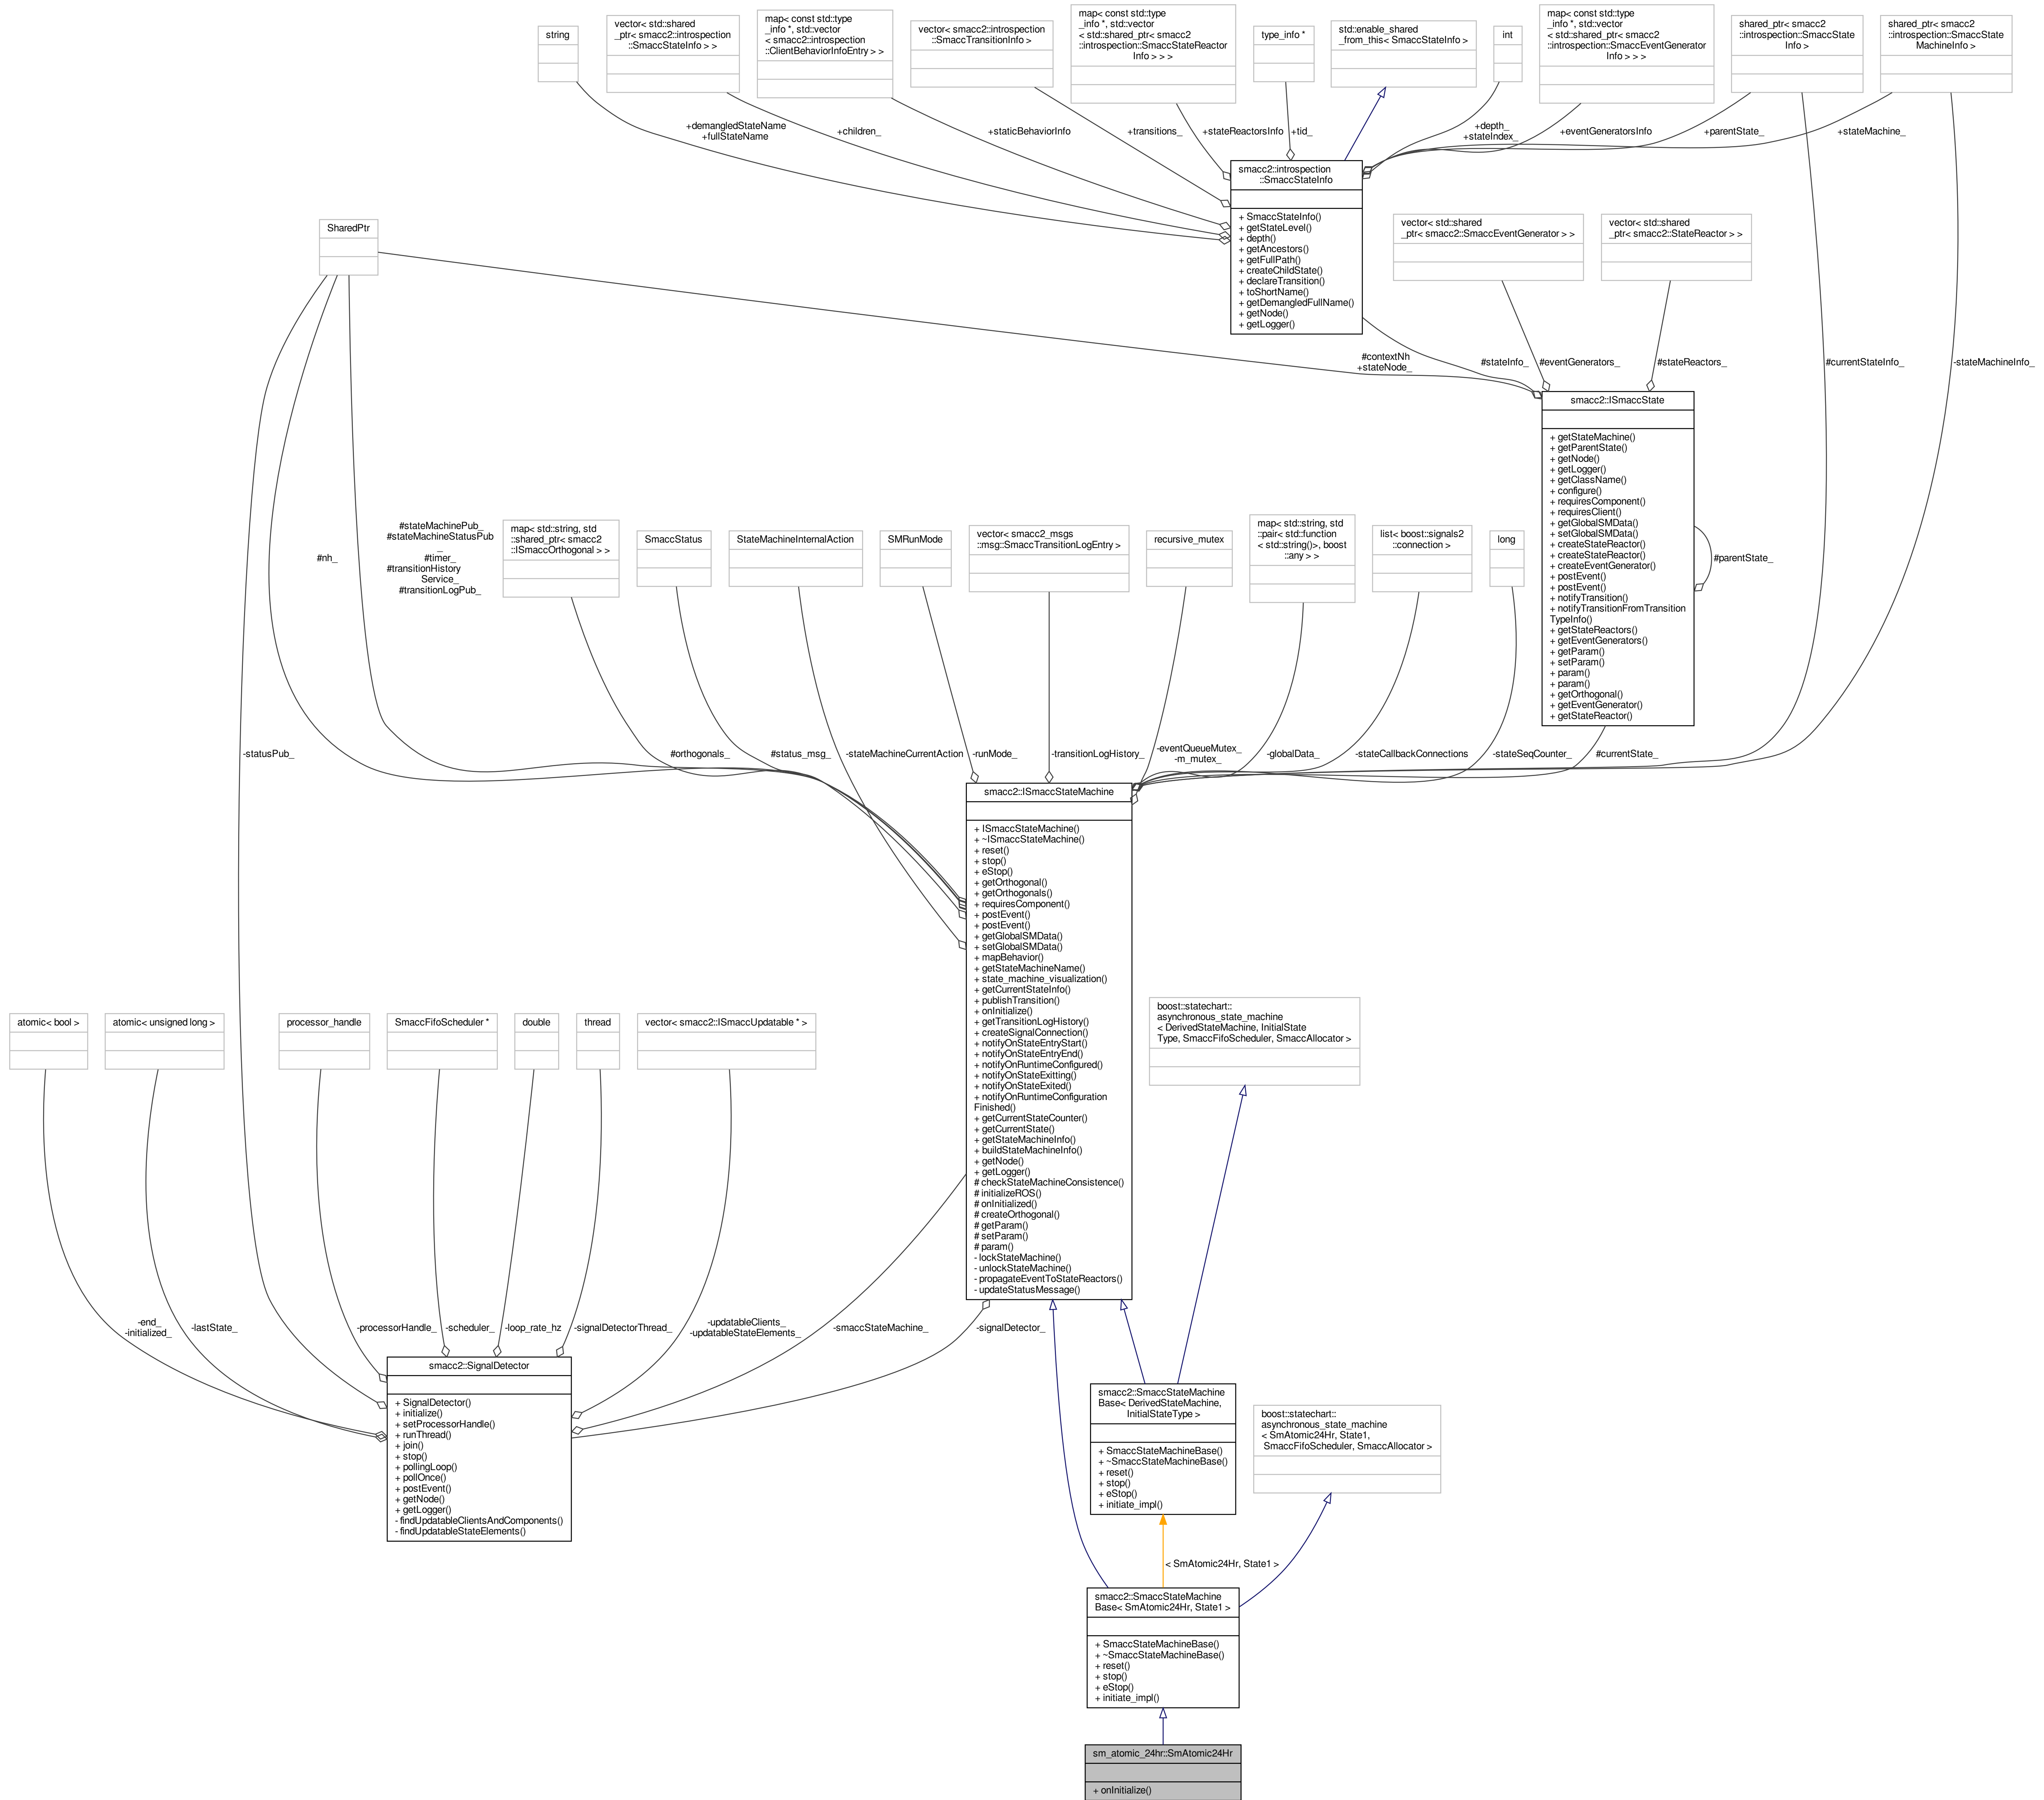 string
vector< std::shared
_ptr< smacc2::introspection
::SmaccStateInfo > >
map< const std::type
_info *, std::vector
< smacc2::introspection
::ClientBehaviorInfoEntry > >
vector< smacc2::introspection
::SmaccTransitionInfo >
map< const std::type
_info *, std::vector
< std::shared_ptr< smacc2
::introspection::SmaccStateReactor
Info > > >
type_info *
std::enable_shared
_from_this< SmaccStateInfo >
int
map< const std::type
_info *, std::vector
< std::shared_ptr< smacc2
::introspection::SmaccEventGenerator
Info > > >
shared_ptr< smacc2
::introspection::SmaccState
Info >
shared_ptr< smacc2
::introspection::SmaccState
MachineInfo >
+demangledStateName
+fullStateName
+children_
+staticBehaviorInfo
+transitions_
+stateReactorsInfo
+tid_
+depth_
+stateIndex_
+eventGeneratorsInfo
+parentState_
+stateMachine_
smacc2::introspection
::SmaccStateInfo
+ SmaccStateInfo()
+ getStateLevel()
+ depth()
+ getAncestors()
+ getFullPath()
+ createChildState()
+ declareTransition()
+ toShortName()
+ getDemangledFullName()
+ getNode()
+ getLogger()
SharedPtr
vector< std::shared
_ptr< smacc2::SmaccEventGenerator > >
vector< std::shared
_ptr< smacc2::StateReactor > >
#contextNh
+stateNode_
#stateInfo_
#eventGenerators_
#stateReactors_
#currentStateInfo_
-stateMachineInfo_
smacc2::ISmaccState
+ getStateMachine()
+ getParentState()
+ getNode()
+ getLogger()
+ getClassName()
+ configure()
+ requiresComponent()
+ requiresClient()
+ getGlobalSMData()
+ setGlobalSMData()
+ createStateReactor()
+ createStateReactor()
+ createEventGenerator()
+ postEvent()
+ postEvent()
+ notifyTransition()
+ notifyTransitionFromTransition
TypeInfo()
+ getStateReactors()
+ getEventGenerators()
+ getParam()
+ setParam()
+ param()
+ param()
+ getOrthogonal()
+ getEventGenerator()
+ getStateReactor()
#parentState_
#nh_
#stateMachinePub_
#stateMachineStatusPub
_
#timer_
#transitionHistory
Service_
#transitionLogPub_
map< std::string, std
::shared_ptr< smacc2
::ISmaccOrthogonal > >
SmaccStatus
StateMachineInternalAction
SMRunMode
vector< smacc2_msgs
::msg::SmaccTransitionLogEntry >
recursive_mutex
map< std::string, std
::pair< std::function
< std::string()>, boost
::any > >
list< boost::signals2
::connection >
long
-statusPub_
#orthogonals_
#status_msg_
-stateMachineCurrentAction
-runMode_
-transitionLogHistory_
-eventQueueMutex_
-m_mutex_
-globalData_
-stateCallbackConnections
-stateSeqCounter_
#currentState_
smacc2::ISmaccStateMachine
+ ISmaccStateMachine()
+ ~ISmaccStateMachine()
+ reset()
+ stop()
+ eStop()
+ getOrthogonal()
+ getOrthogonals()
+ requiresComponent()
+ postEvent()
+ postEvent()
+ getGlobalSMData()
+ setGlobalSMData()
+ mapBehavior()
+ getStateMachineName()
+ state_machine_visualization()
+ getCurrentStateInfo()
+ publishTransition()
+ onInitialize()
+ getTransitionLogHistory()
+ createSignalConnection()
+ notifyOnStateEntryStart()
+ notifyOnStateEntryEnd()
+ notifyOnRuntimeConfigured()
+ notifyOnStateExitting()
+ notifyOnStateExited()
+ notifyOnRuntimeConfiguration
Finished()
+ getCurrentStateCounter()
+ getCurrentState()
+ getStateMachineInfo()
+ buildStateMachineInfo()
+ getNode()
+ getLogger()
# checkStateMachineConsistence()
# initializeROS()
# onInitialized()
# createOrthogonal()
# getParam()
# setParam()
# param()
- lockStateMachine()
- unlockStateMachine()
- propagateEventToStateReactors()
- updateStatusMessage()
atomic< bool >
atomic< unsigned long >
processor_handle
SmaccFifoScheduler *
double
thread
vector< smacc2::ISmaccUpdatable * >
boost::statechart::
asynchronous_state_machine
< DerivedStateMachine, InitialState
Type, SmaccFifoScheduler, SmaccAllocator >
-end_
-initialized_
-lastState_
-processorHandle_
-scheduler_
-loop_rate_hz
-signalDetectorThread_
-updatableClients_
-updatableStateElements_
-smaccStateMachine_
-signalDetector_
smacc2::SignalDetector
+ SignalDetector()
+ initialize()
+ setProcessorHandle()
+ runThread()
+ join()
+ stop()
+ pollingLoop()
+ pollOnce()
+ postEvent()
+ getNode()
+ getLogger()
- findUpdatableClientsAndComponents()
- findUpdatableStateElements()
smacc2::SmaccStateMachine
Base< DerivedStateMachine,
InitialStateType >
+ SmaccStateMachineBase()
+ ~SmaccStateMachineBase()
+ reset()
+ stop()
+ eStop()
+ initiate_impl()
boost::statechart::
asynchronous_state_machine
< SmAtomic24Hr, State1,
SmaccFifoScheduler, SmaccAllocator >
< SmAtomic24Hr, State1 >
smacc2::SmaccStateMachine
Base< SmAtomic24Hr, State1 >
+ SmaccStateMachineBase()
+ ~SmaccStateMachineBase()
+ reset()
+ stop()
+ eStop()
+ initiate_impl()
sm_atomic_24hr::SmAtomic24Hr
+ onInitialize()